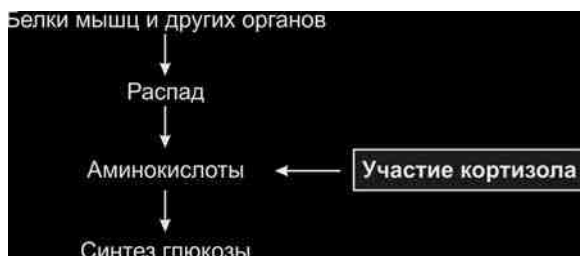 Белки мышц и других органов
Распад
Аминокислоты
Участие кортизола
Синтез глюкозы